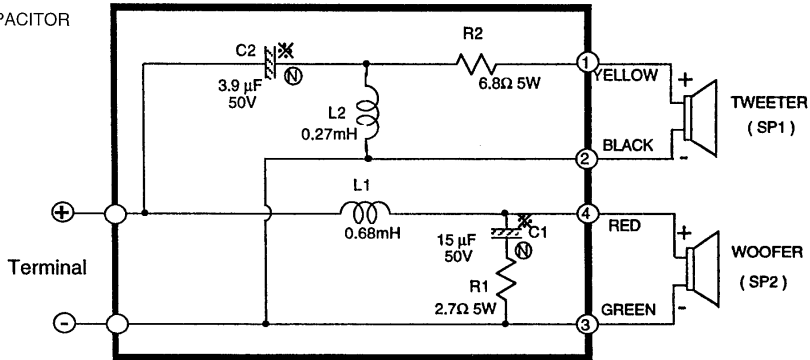 PACITOR
C2 ※
Ⓝ
3.9 μF
50V
R2
6.8Ω 5W
L2
0.27mH
①
YELLOW
+
TWEETER
( SP1 )
BLACK
②
-
L1
0.68mH
④
RED
+
※
C1
Ⓝ
15 μF
50V
R1
2.7Ω 5W
WOOFER
( SP2 )
GREEN
③
-
+
Terminal
-